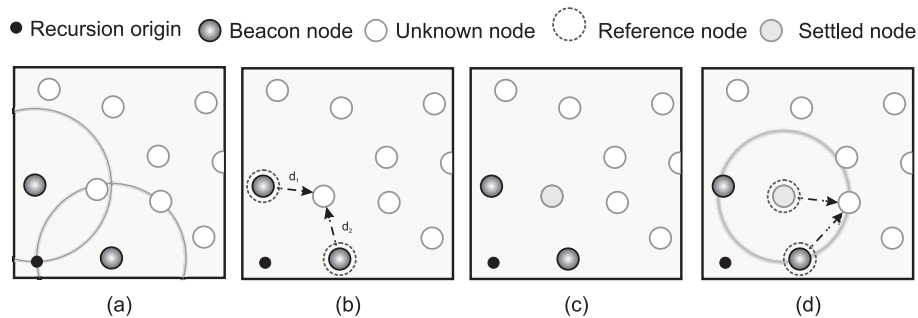 Recursion origin Beacon node Unknown node Reference node Settled node
d1
d2
(a) (b) (c) (d)